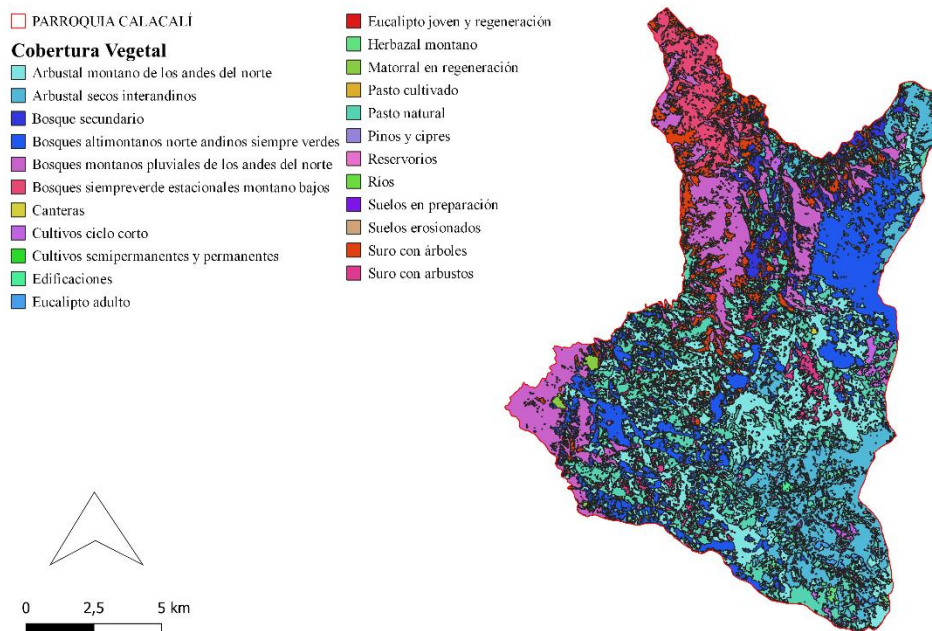 PARROQUIA CALACALÍ
Cobertura Vegetal
Arbustal montano de los andes del norte
Arbustal secos interandinos
Bosque secundario
Bosques altimontanos norte andinos siempre verdes
Bosques montanos pluviales de los andes del norte
Bosques siempreverde estacionales montano bajos
Canteras
Cultivos ciclo corto
Cultivos semipermanentes y permanentes
Edificaciones
Eucalipto adulto
Eucalipto joven y regeneración
Herbazal montano
Matorral en regeneración
Pasto cultivado
Pasto natural
Pinos y cipres
Reservorios
Ríos
Suelos en preparación
Suelos erosionados
Suro con árboles
Suro con arbustos
0 2,5 5 km